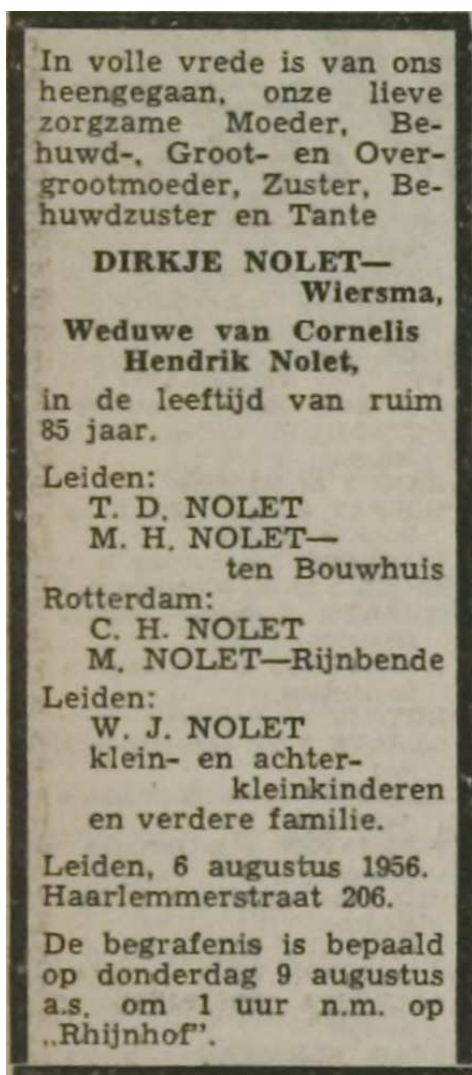 In volle vrede is van ons
heengegaan, onze lieve
zorgzame Moeder, Be-
huwd-, Groot- en Over-
grootmoeder, Zuster, Be-
huwdzuster en Tante
DIRKJE NOLET—
Wiersma,
Weduwe van Cornelis
Hendrik Nolet,
in de leeftijd van ruim
85 jaar.
Leiden:
T. D. NOLET
M. H. NOLET—
ten Bouwhuis
Rotterdam:
C. H. NOLET
M. NOLET—Rijnbende
Leiden:
W. J. NOLET
klein- en achter-
kleinkinderen
en verdere familie.
Leiden, 6 augustus 1956.
Haarlemmerstraat 206.
De begrafenis is bepaald
op donderdag 9 augustus
a.s. om 1 uur n.m. op
„Rhijnhof”.